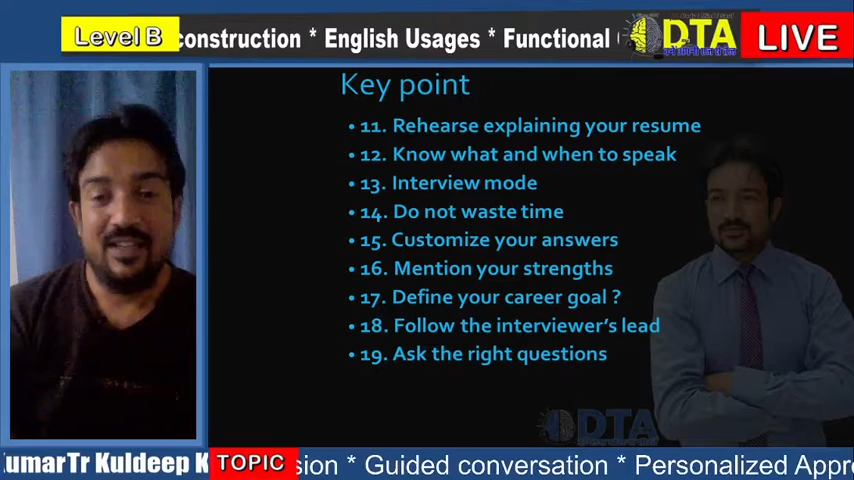 Level B
construction * English Usages * Functional
DTA
LIVE
Key point
• 11. Rehearse explaining your resume
• 12. Know what and when to speak
• 13. Interview mode
• 14. Do not waste time
• 15. Customize your answers
• 16. Mention your strengths
• 17. Define your career goal ?
• 18. Follow the interviewer's lead
• 19. Ask the right questions
DTA
KumarTr Kuldeep K
TOPIC
sion * Guided conversation * Personalized Appro